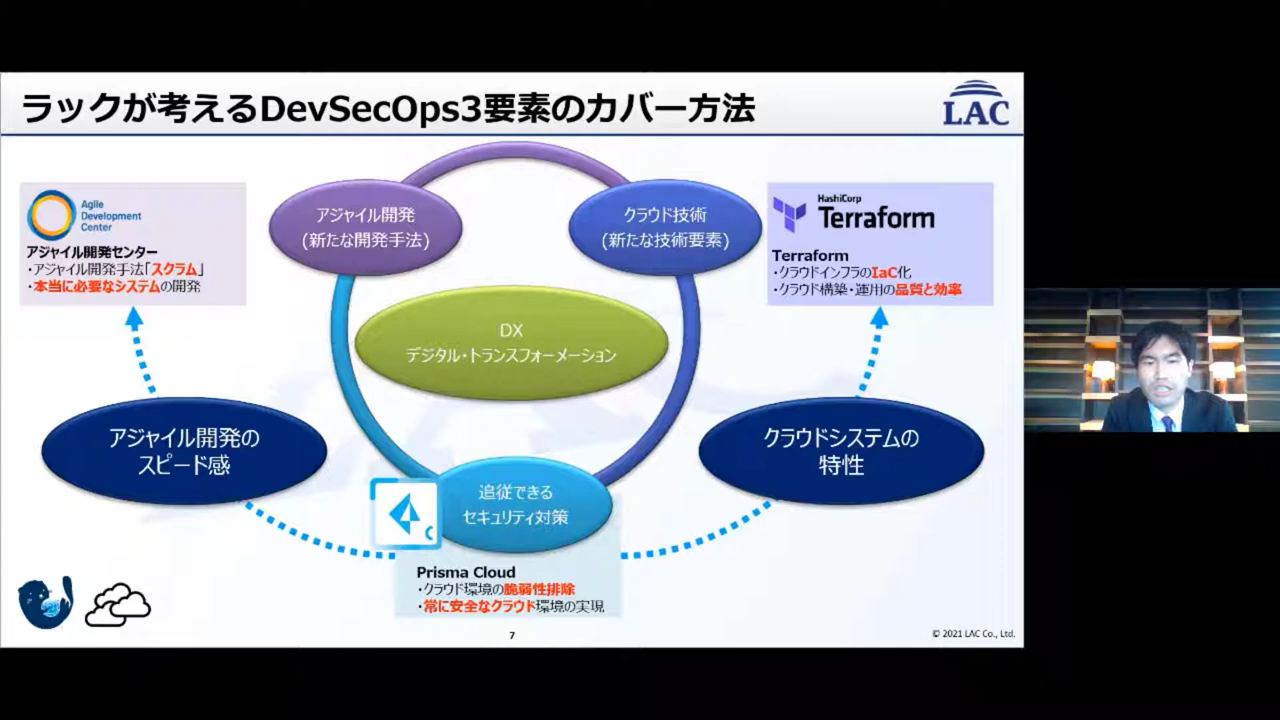 ラックが考えるDevSecOps3要素のカバー方法
LAC
Agile
Development
Center
アジャイル開発センター
・アジャイル開発手法「スクラム」
・本当に必要なシステムの開発
アジャイル開発
(新たな開発手法)
クラウド技術
(新たな技術要素)
HashiCorp
Terraform
Terraform
・クラウドインフラのIaC化
・クラウド構築・運用の品質と効率
DX
デジタル・トランスフォーメーション
アジャイル開発の
スピード感
クラウドシステムの
特性
追従できる
セキュリティ対策
Prisma Cloud
・クラウド環境の脆弱性排除
・常に安全なクラウド環境の実現
7
© 2021 LAC Co., Ltd.